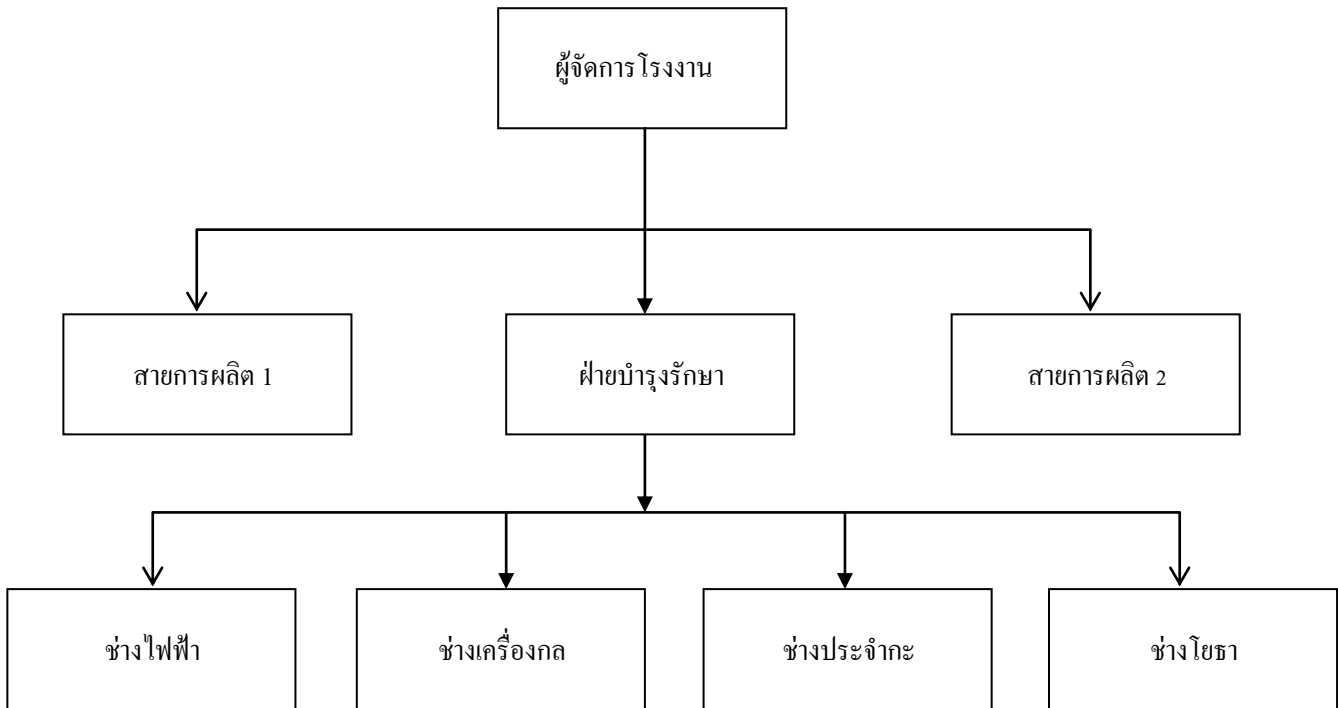 ผู้จัดการโรงงาน
สายการผลิต 1
ฝ่ายบำรุงรักษา
สายการผลิต 2
ช่างไฟฟ้า
ช่างเครื่องกล
ช่างประจำกะ
ช่างโยธา